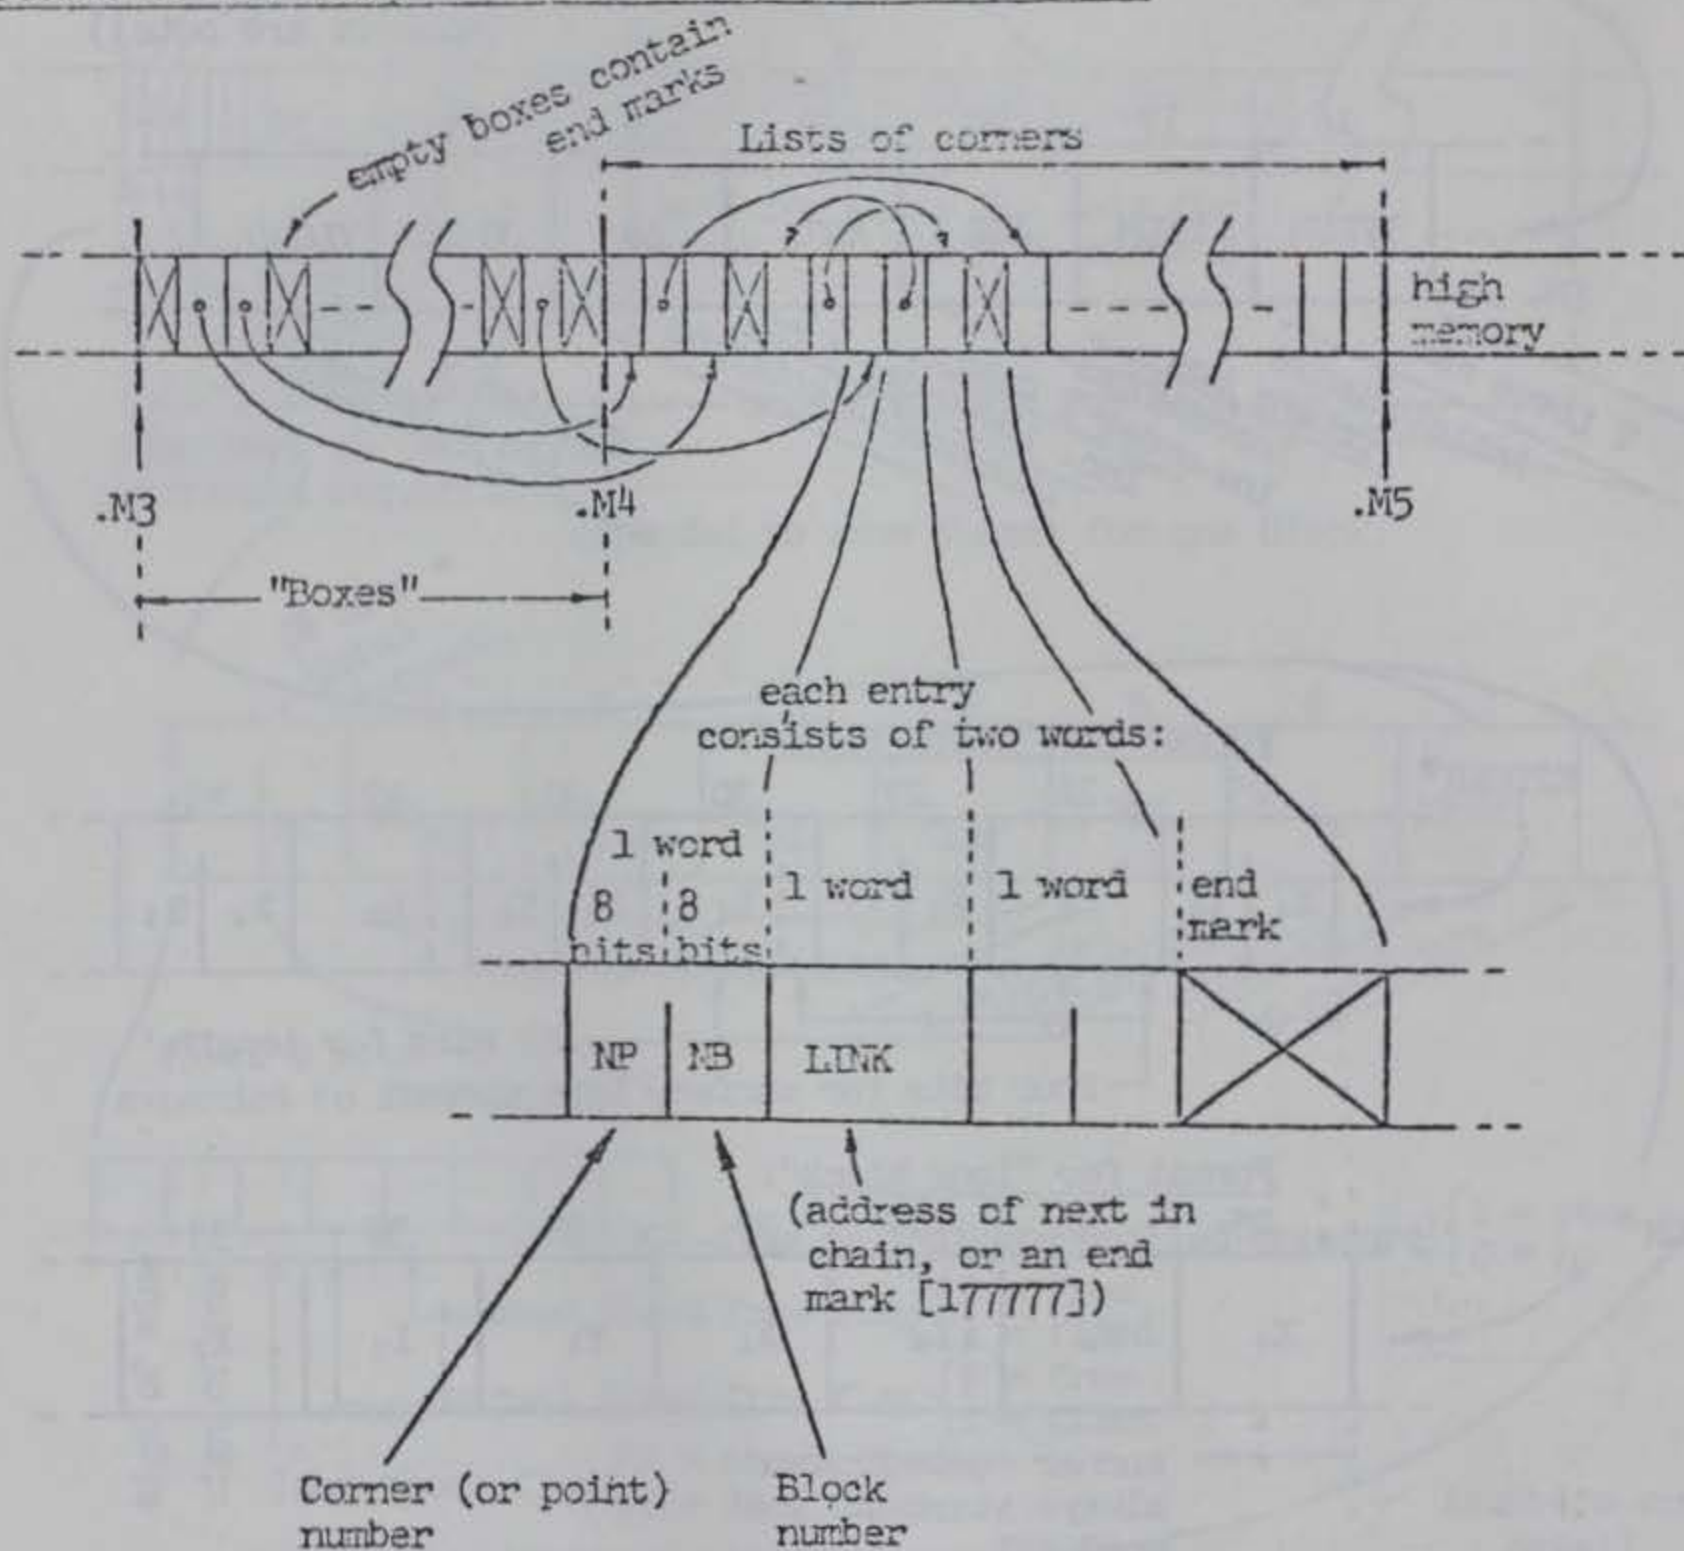 empty boxes contain
end marks
Lists of corners
high
memory
.M3
.M4
.M5
"Boxes"
each entry
consists of two words:
1 word
8
bits
8
bits
1 word
1 word
end
mark
NP
NB
LINK
(address of next in
chain, or an end
mark [177777])
Corner (or point)
number
Block
number